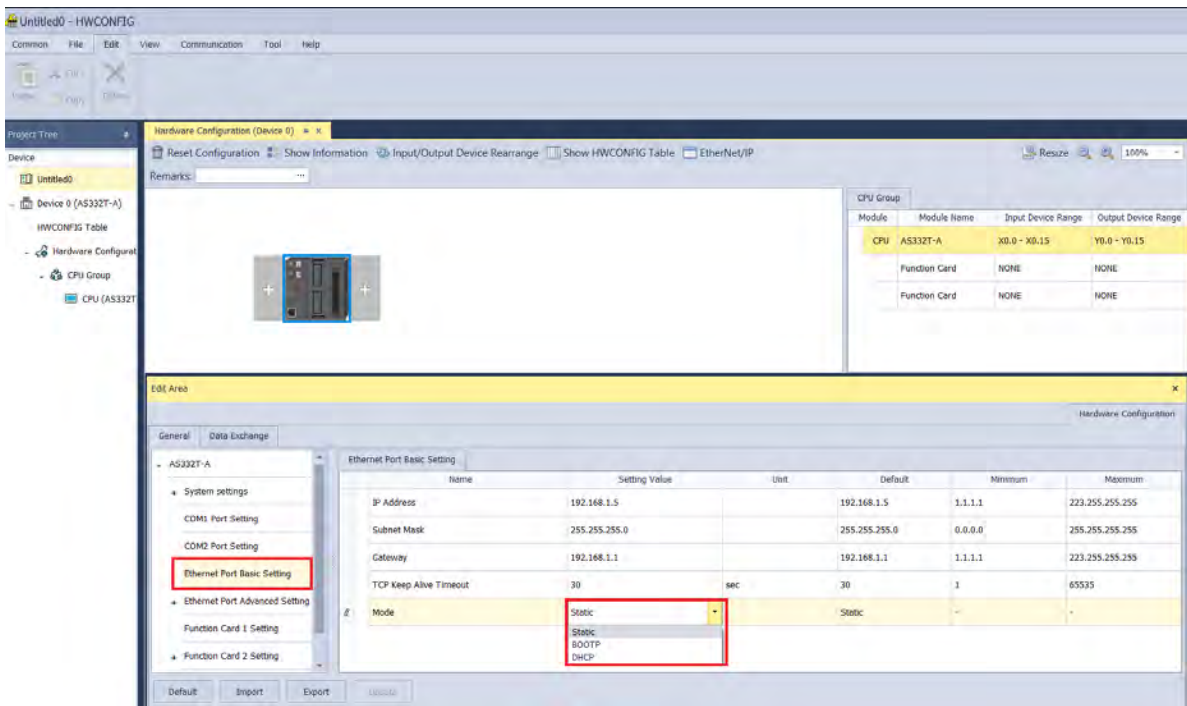 Untitled0 - HWCONFIG
Common File Edit View Communication Tool Help
Copy
Project Tree
Hardware Configuration (Device 0)
Device
Reset Configuration Show Information Input/Output Device Rearrange Show HWCONFIG Table EtherNet/IP Resize 100%
Untitled0
Remarks: ...
Device 0 (AS332T-A)
HWCONFIG Table
Hardware Configurat
CPU Group
CPU (AS332T
CPU Group
Module Module Name Input Device Range Output Device Range
CPU AS332T-A X0.0 - X0.15 Y0.0 - Y0.15
Function Card NONE NONE
Function Card NONE NONE
Edit Area
Hardware Configuration
General Data Exchange
AS332T-A
System settings
COM1 Port Setting
COM2 Port Setting
Ethernet Port Basic Setting
Ethernet Port Advanced Setting
Function Card 1 Setting
Function Card 2 Setting
Ethernet Port Basic Setting
Name Setting Value Unit Default Minimum Maximum
IP Address 192.168.1.5 192.168.1.5 1.1.1.1 223.255.255.255
Subnet Mask 255.255.255.0 255.255.255.0 0.0.0.0 255.255.255.255
Gateway 192.168.1.1 192.168.1.1 1.1.1.1 223.255.255.255
TCP Keep Alive Timeout 30 sec 30 1 65535
Mode Static Static - -
Static
BOOTP
DHCP
Default Import Export